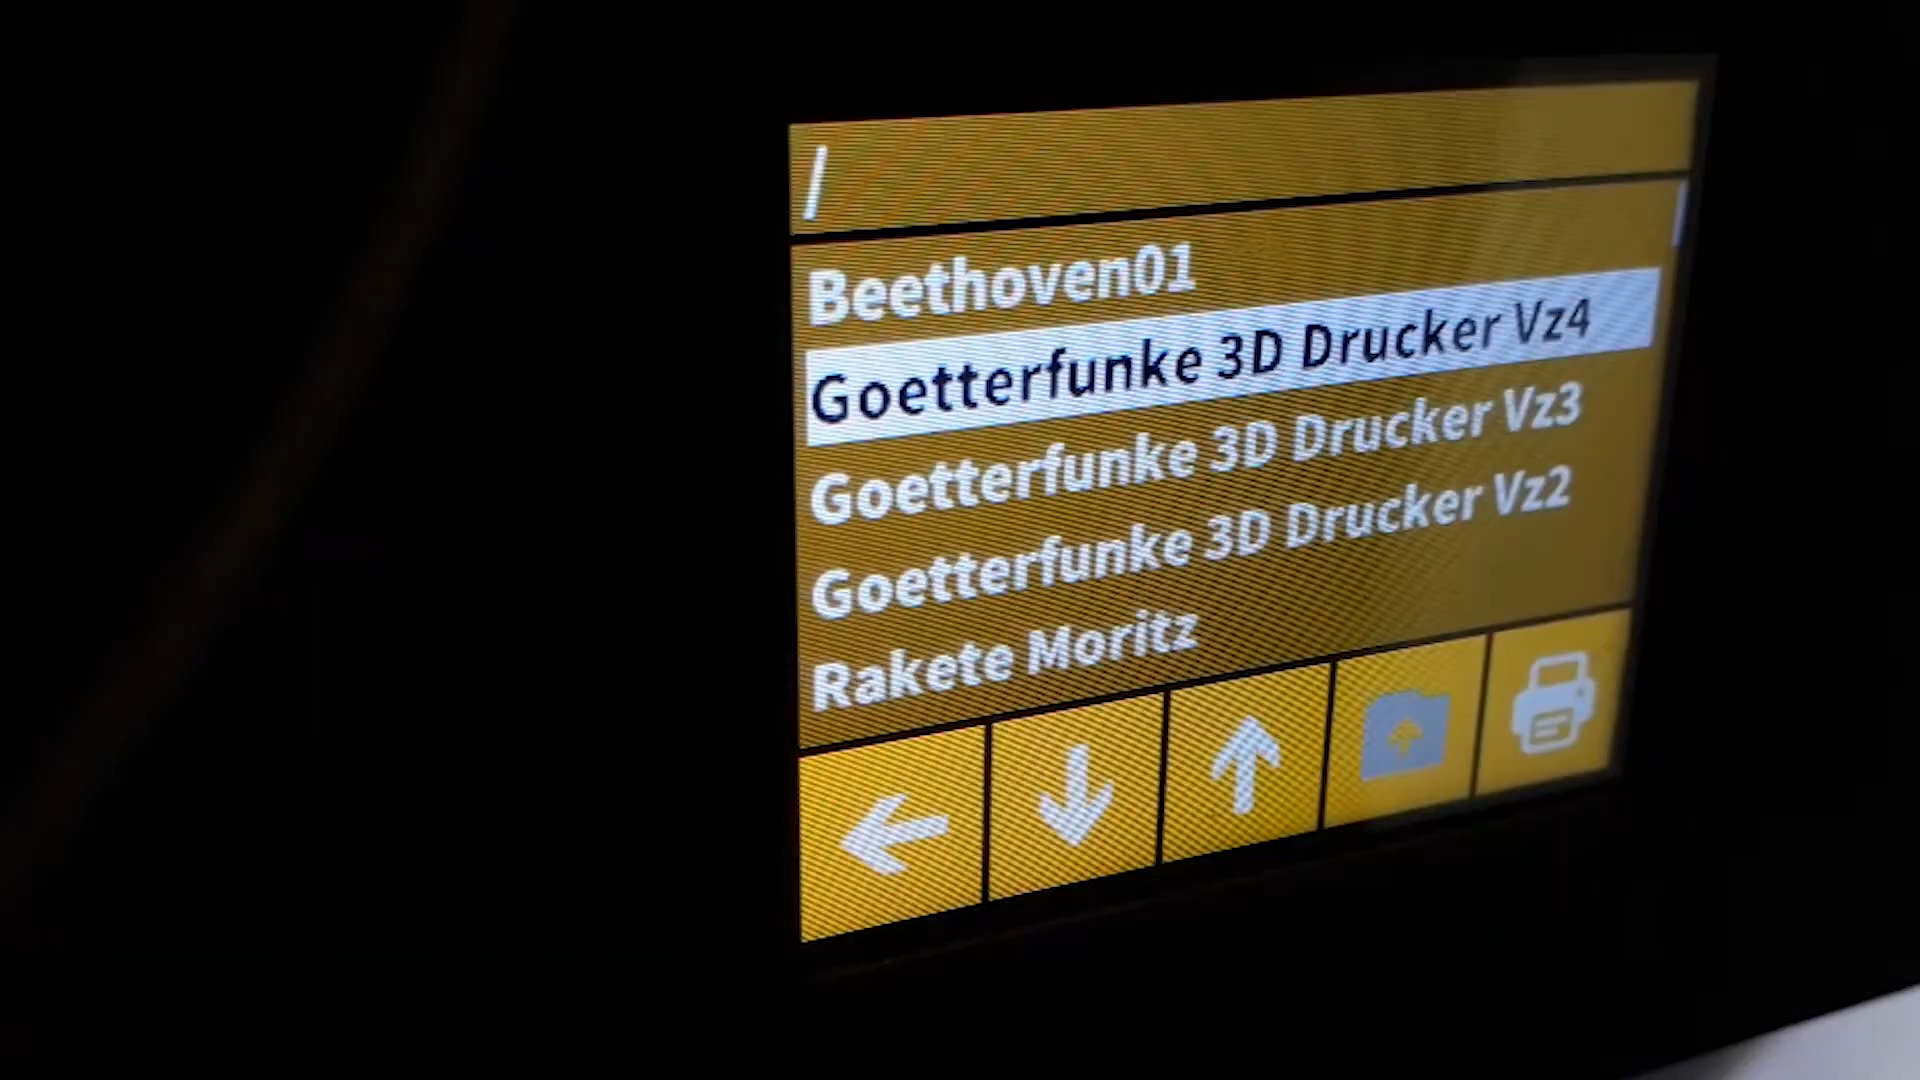 /
Beethoven01
Goetterfunke 3D Drucker Vz4
Goetterfunke 3D Drucker Vz3
Goetterfunke 3D Drucker Vz2
Rakete Moritz